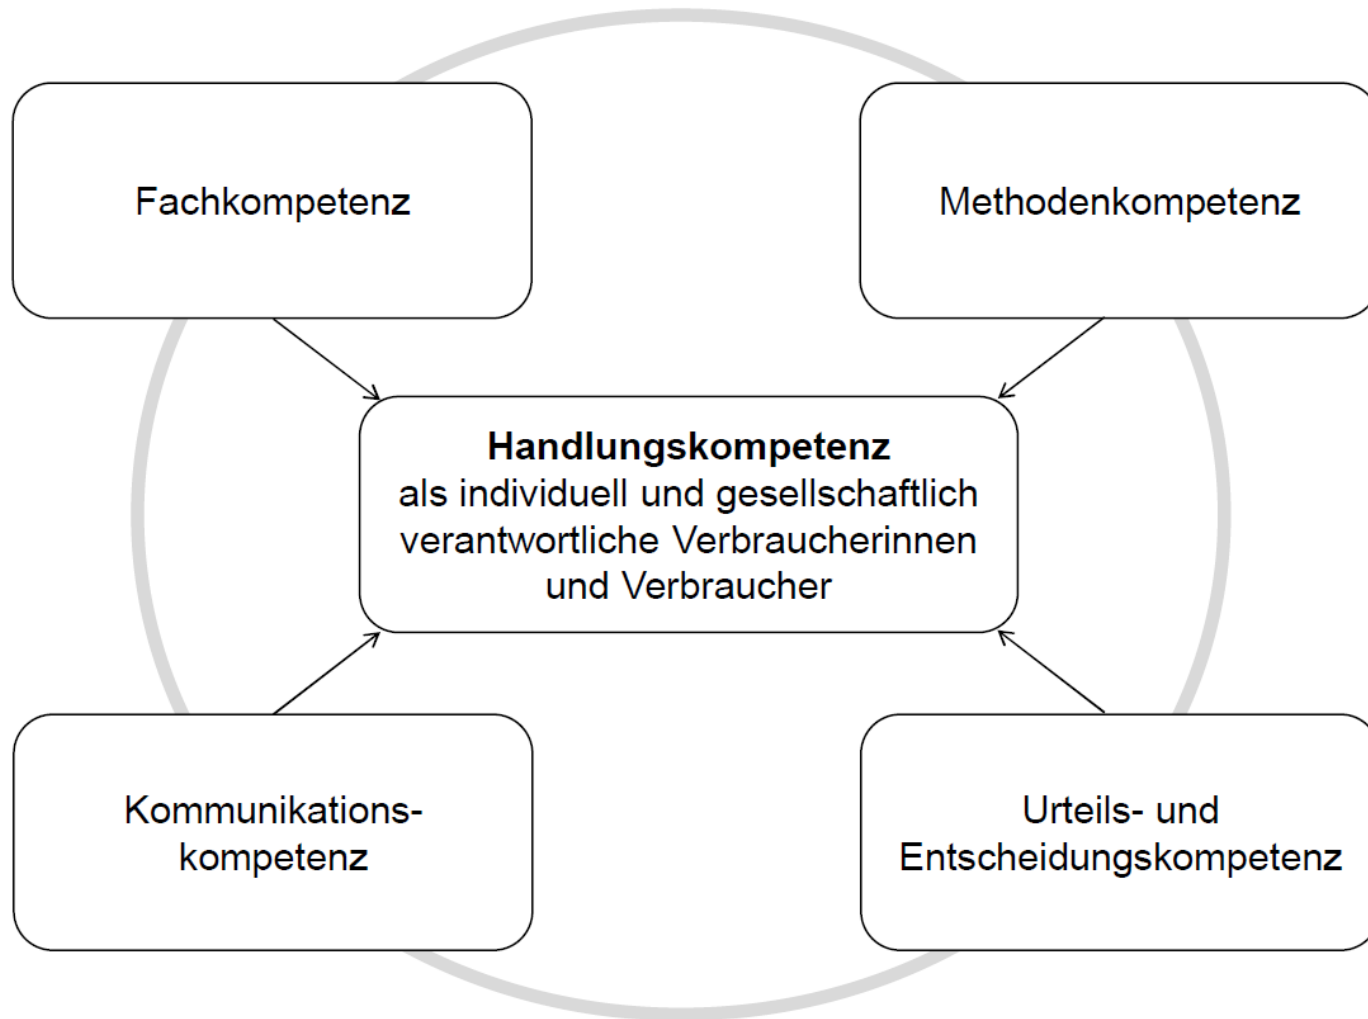 Fachkompetenz
Methodenkompetenz
Handlungskompetenz
als individuell und gesellschaftlich
verantwortliche Verbraucherinnen
und Verbraucher
Kommunikations-
kompetenz
Urteils- und
Entscheidungskompetenz